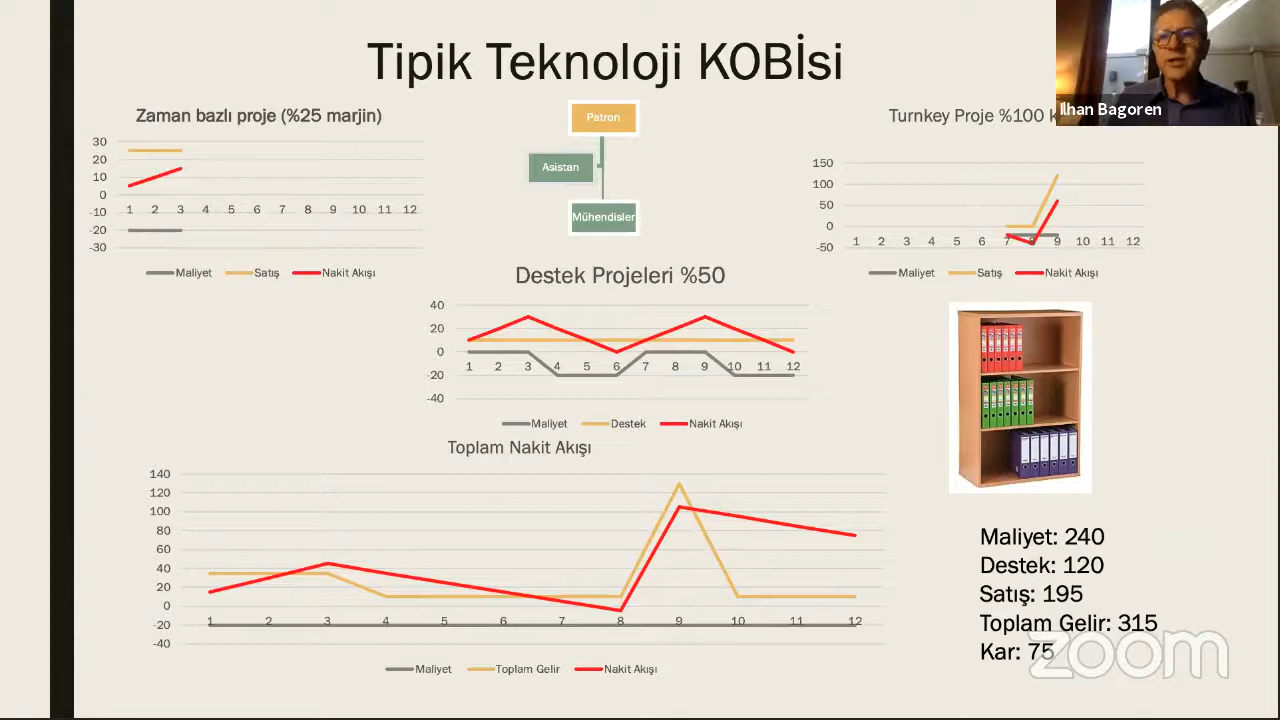 Tipik Teknoloji KOBİsi
Ilhan Bagoren
Zaman bazlı proje (%25 marjin)
30
20
10
0
-10
-20
-30
1 2 3 4 5 6 7 8 9 10 11 12
Maliyet Satış Nakit Akışı
Patron
Asistan
Mühendisler
Turnkey Proje %100
150
100
50
0
-50
1 2 3 4 5 6 7 8 9 10 11 12
Maliyet Satış Nakit Akışı
Destek Projeleri %50
40
20
0
-20
-40
1 2 3 4 5 6 7 8 9 10 11 12
Maliyet Destek Nakit Akışı
Toplam Nakit Akışı
140
120
100
80
60
40
20
0
-20
-40
1 2 3 4 5 6 7 8 9 10 11 12
Maliyet Toplam Gelir Nakit Akışı
Maliyet: 240
Destek: 120
Satış: 195
Toplam Gelir: 315
Kar: 75
zoom